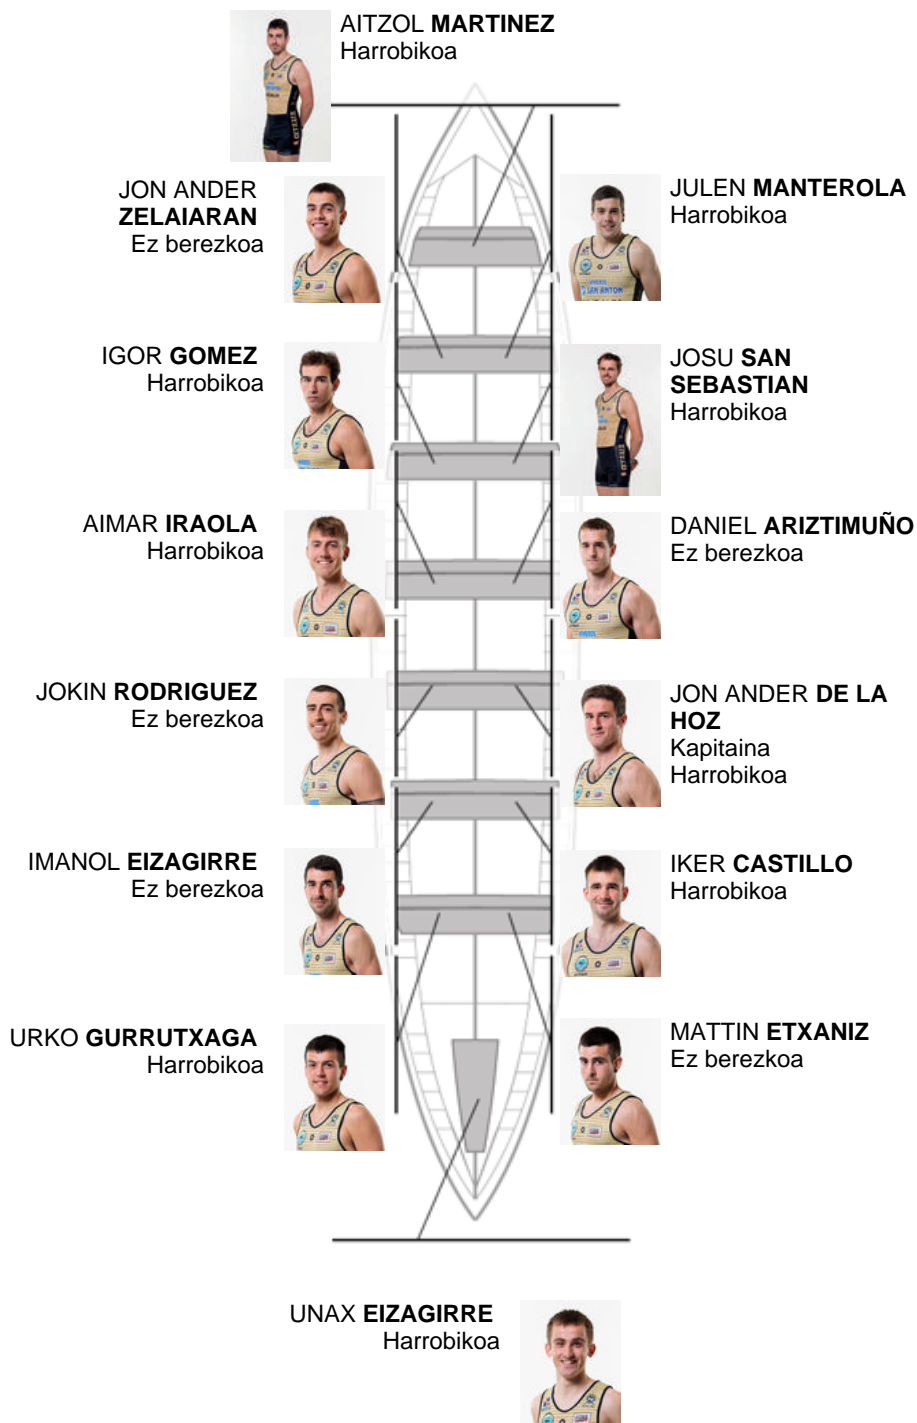 AITZOL MARTINEZ
Harrobikoa
JON ANDER
ZELAIARAN
Ez berezkoa
JULEN MANTEROLA
Harrobikoa
IGOR GOMEZ
Harrobikoa
JOSU SAN
SEBASTIAN
Harrobikoa
AIMAR IRAOLA
Harrobikoa
DANIEL ARIZTIMUÑO
Ez berezkoa
JOKIN RODRIGUEZ
Ez berezkoa
JON ANDER DE LA
HOZ
Kapitaina
Harrobikoa
IMANOL EIZAGIRRE
Ez berezkoa
IKER CASTILLO
Harrobikoa
URKO GURRUTXAGA
Harrobikoa
MATTIN ETXANIZ
Ez berezkoa
UNAX EIZAGIRRE
Harrobikoa